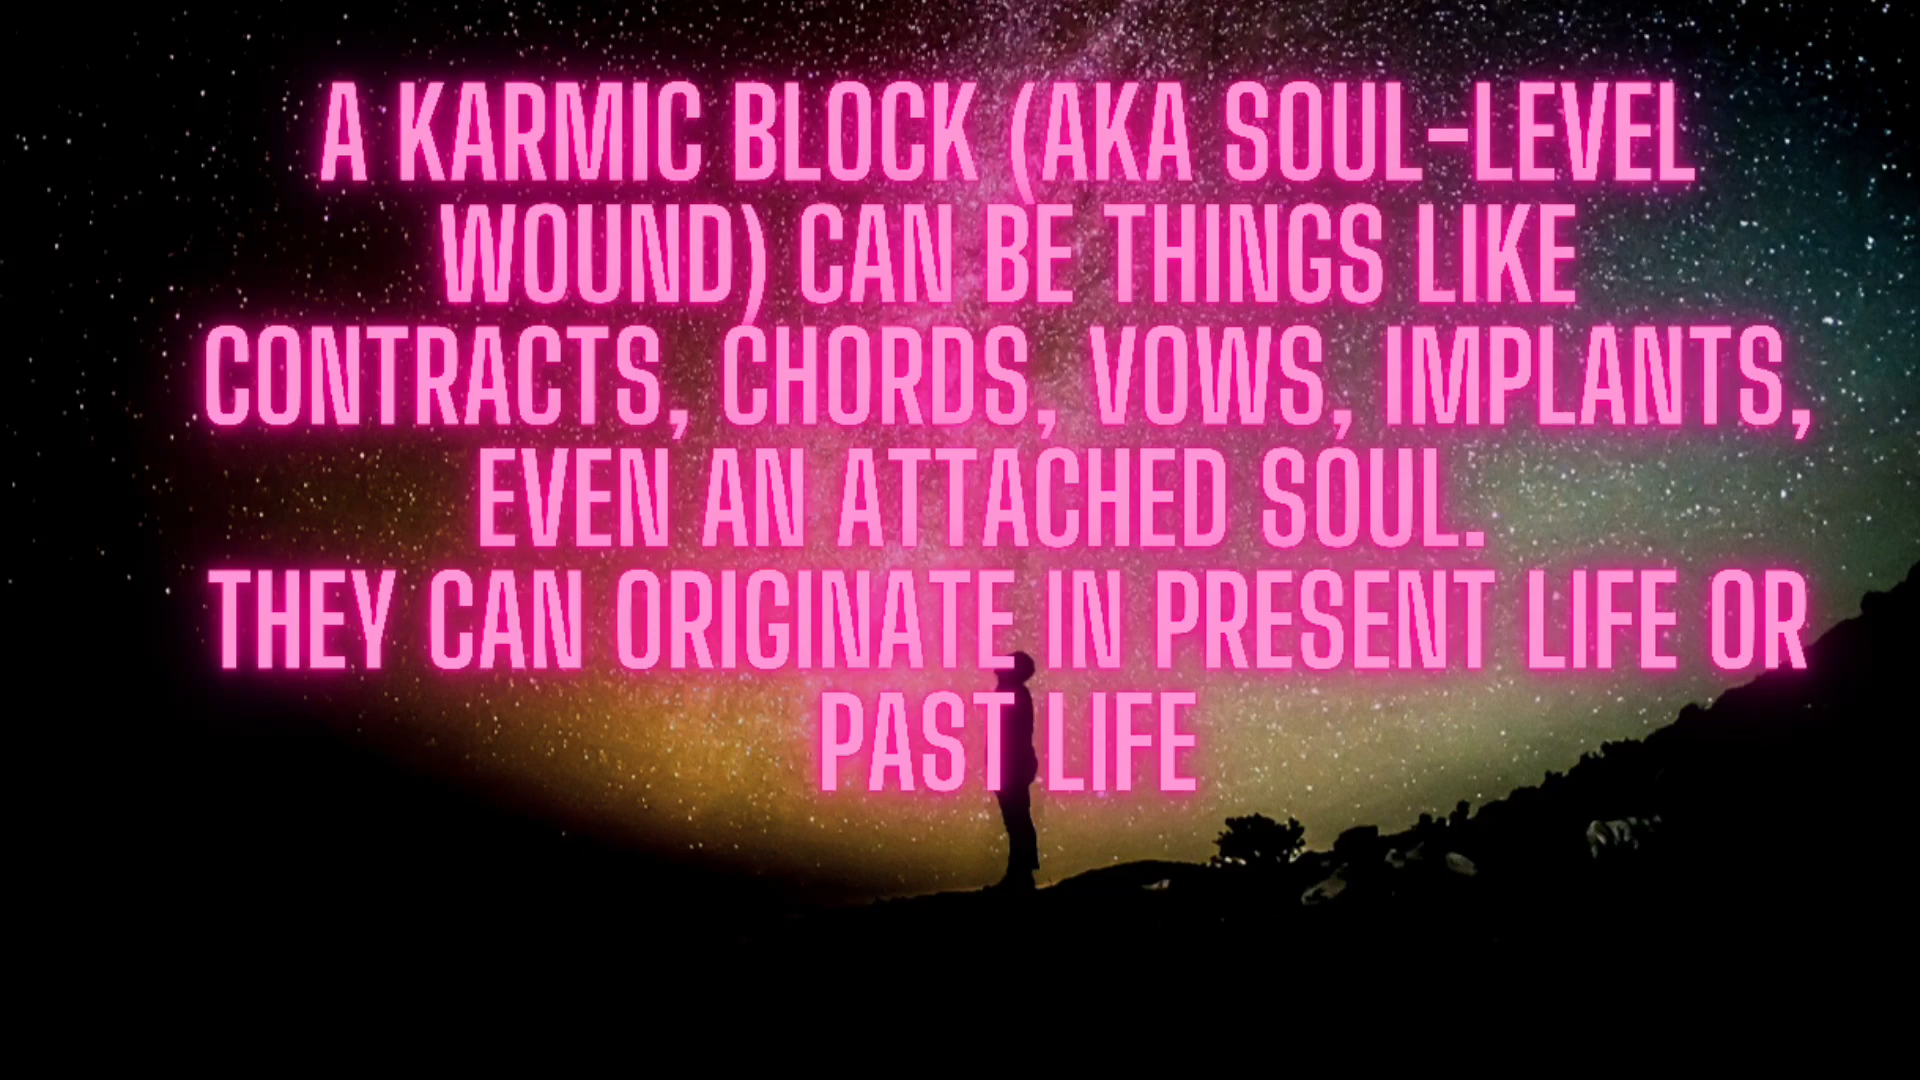 A KARMIC BLOCK (AKA SOUL-LEVEL
WOUND) CAN BE THINGS LIKE
CONTRACTS, CHORDS, VOWS, IMPLANTS,
EVEN AN ATTACHED SOUL.
THEY CAN ORIGINATE IN PRESENT LIFE OR
PAST LIFE